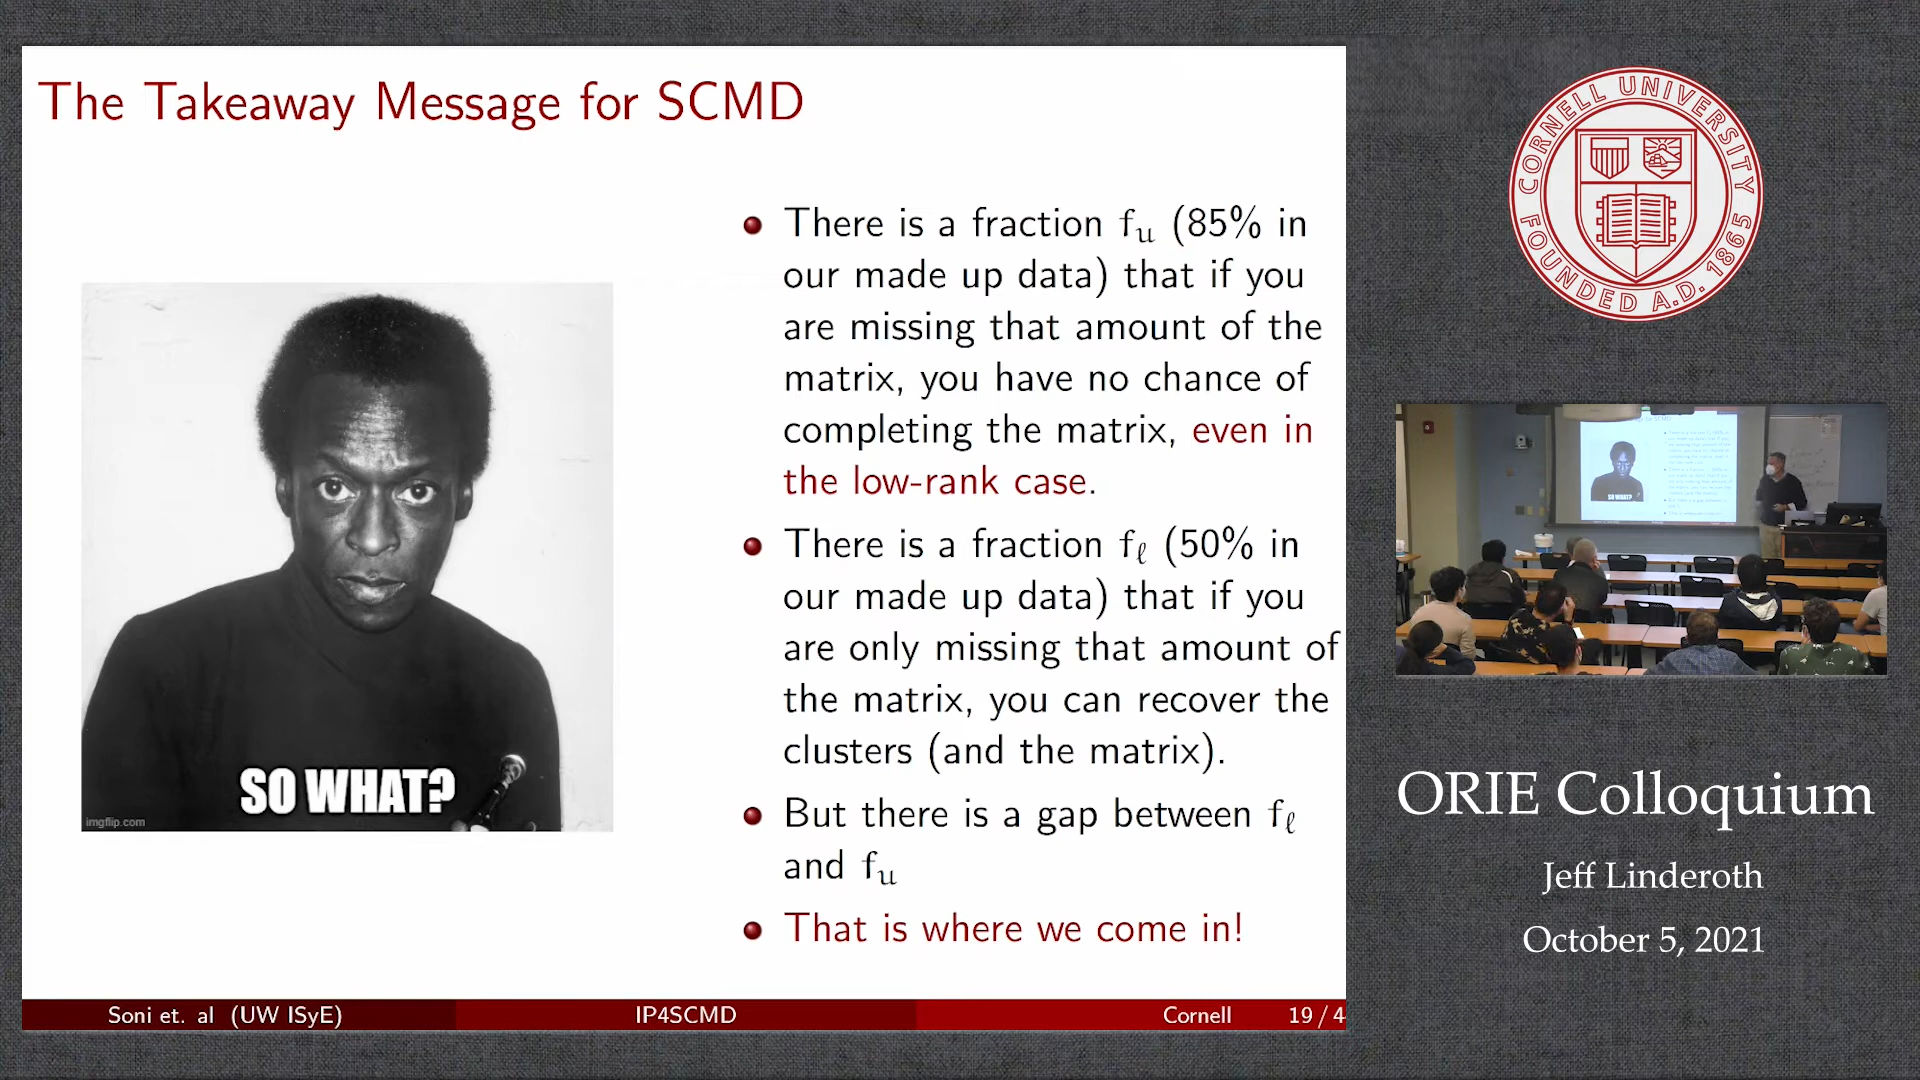 The Takeaway Message for SCMD
There is a fraction fᵤ (85% in
our made up data) that if you
are missing that amount of the
matrix, you have no chance of
completing the matrix, even in
the low-rank case.
There is a fraction fℓ (50% in
our made up data) that if you
are only missing that amount of
the matrix, you can recover the
clusters (and the matrix).
But there is a gap between fℓ
and fᵤ
That is where we come in!
SO WHAT?
imgflip.com
Soni et. al (UW ISyE)
IP4SCMD
Cornell
19 / 4
CORNELL UNIVERSITY
FOUNDED A.D. 1865
SO WHAT?
ORIE Colloquium
Jeff Linderoth
October 5, 2021